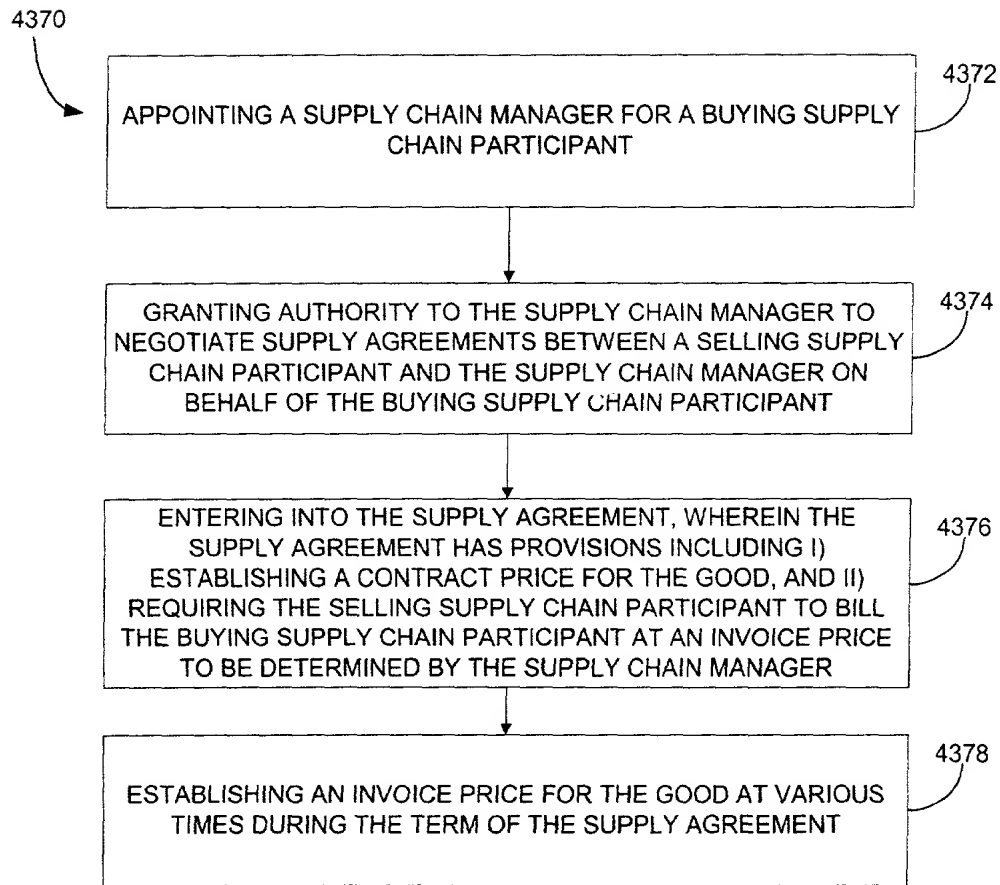 4370
4372
APPOINTING A SUPPLY CHAIN MANAGER FOR A BUYING SUPPLY
CHAIN PARTICIPANT
4374
GRANTING AUTHORITY TO THE SUPPLY CHAIN MANAGER TO
NEGOTIATE SUPPLY AGREEMENTS BETWEEN A SELLING SUPPLY
CHAIN PARTICIPANT AND THE SUPPLY CHAIN MANAGER ON
BEHALF OF THE BUYING SUPPLY CHAIN PARTICIPANT
4376
ENTERING INTO THE SUPPLY AGREEMENT, WHEREIN THE
SUPPLY AGREEMENT HAS PROVISIONS INCLUDING I)
ESTABLISHING A CONTRACT PRICE FOR THE GOOD, AND II)
REQUIRING THE SELLING SUPPLY CHAIN PARTICIPANT TO BILL
THE BUYING SUPPLY CHAIN PARTICIPANT AT AN INVOICE PRICE
TO BE DETERMINED BY THE SUPPLY CHAIN MANAGER
4378
ESTABLISHING AN INVOICE PRICE FOR THE GOOD AT VARIOUS
TIMES DURING THE TERM OF THE SUPPLY AGREEMENT